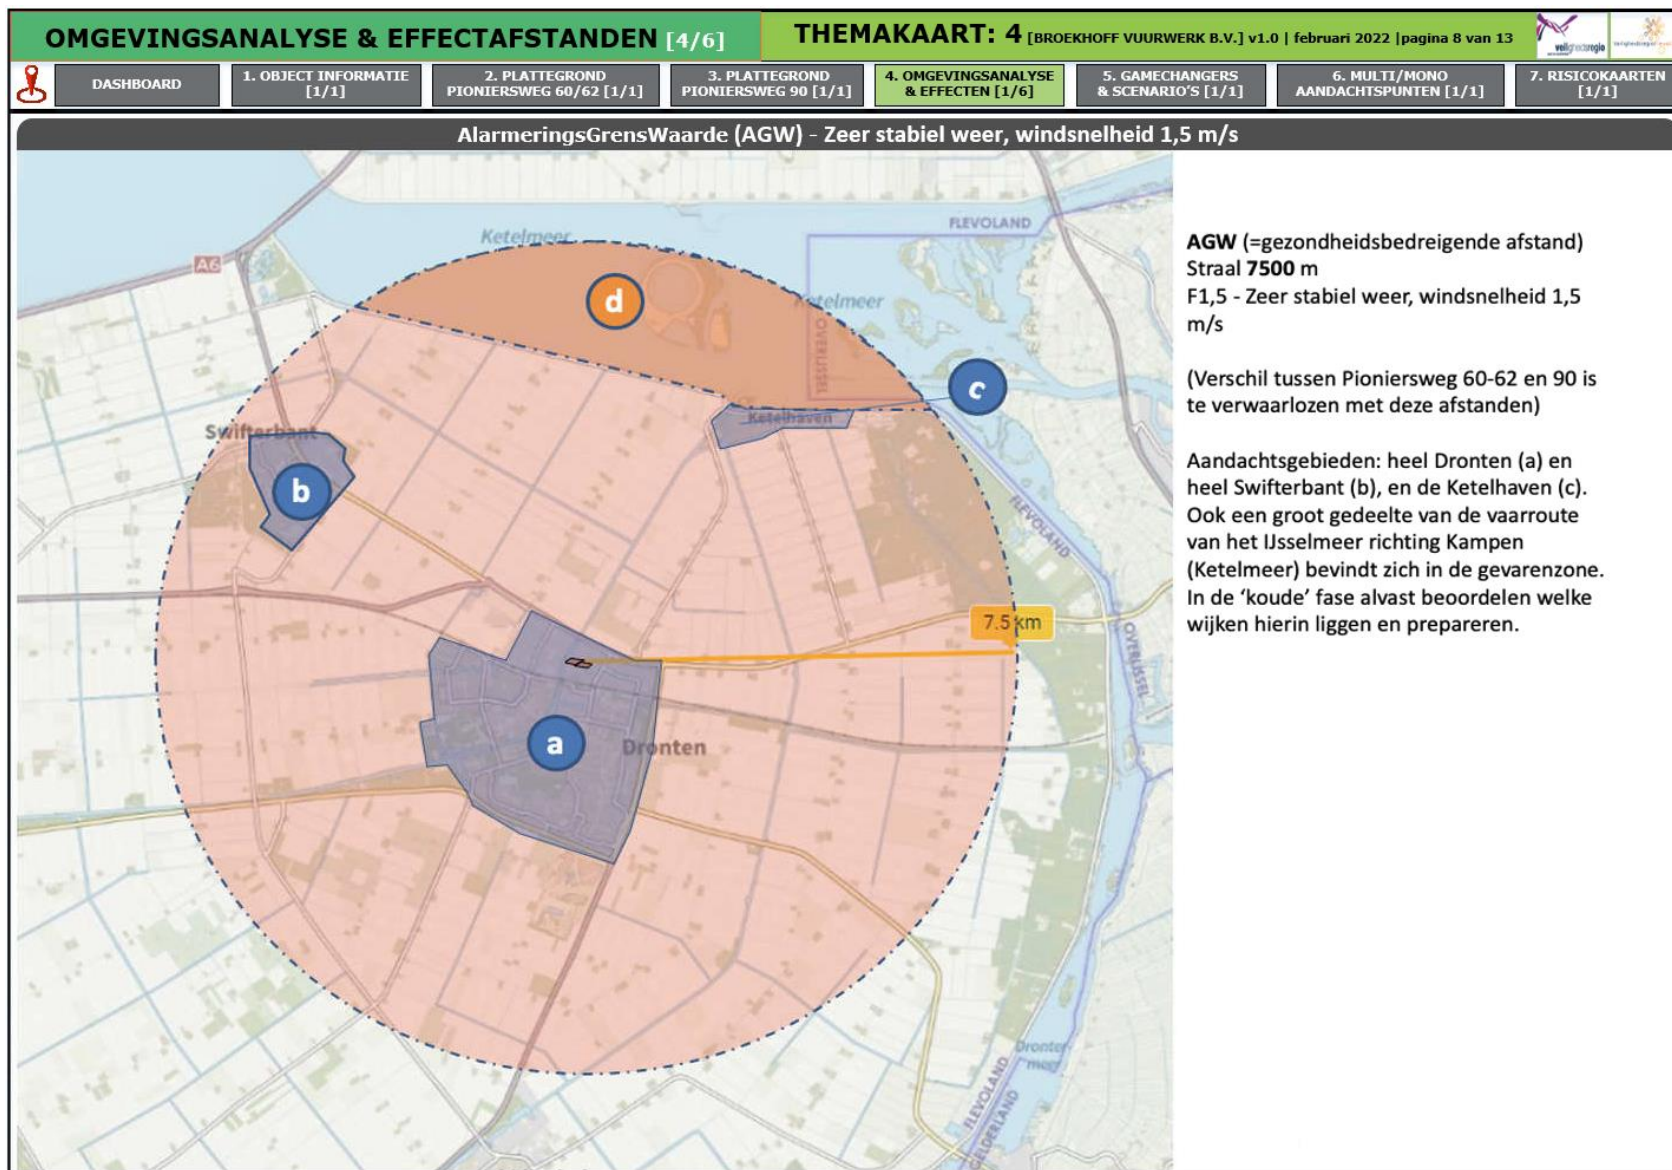 OMGEVINGSANALYSE & EFFECTAFSTANDEN [4/6]
THEMAKAART: 4 [BROEKHOFF VUURWERK B.V.] v1.0 | februari 2022 |pagina 8 van 13
veiligheidsregio
DASHBOARD
1. OBJECT INFORMATIE
[1/1]
2. PLATTEGROND
PIONIERSWEG 60/62 [1/1]
3. PLATTEGROND
PIONIERSWEG 90 [1/1]
4. OMGEVINGSANALYSE
& EFFECTEN [1/6]
5. GAMECHANGERS
& SCENARIO'S [1/1]
6. MULTI/MONO
AANDACHTSPUNTEN [1/1]
7. RISICOKAARTEN
[1/1]
AlarmeringsGrensWaarde (AGW) - Zeer stabiel weer, windsnelheid 1,5 m/s
FLEVOLAND
Ketelmeer
A6
d
Ketelmeer
OVERIJSSEL
c
Ketelhaven
Swifterbant
b
FLEVOLAND
7.5 km
OVERIJSSEL
a
Dronten
Dronter-
meer
FLEVOLAND
GELDERLAND
AGW (=gezondheidsbedreigende afstand)
Straal 7500 m
F1,5 - Zeer stabiel weer, windsnelheid 1,5
m/s
(Verschil tussen Pioniersweg 60-62 en 90 is
te verwaarlozen met deze afstanden)
Aandachtsgebieden: heel Dronten (a) en
heel Swifterbant (b), en de Ketelhaven (c).
Ook een groot gedeelte van de vaarroute
van het IJsselmeer richting Kampen
(Ketelmeer) bevindt zich in de gevarenzone.
In de ‘koude’ fase alvast beoordelen welke
wijken hierin liggen en prepareren.